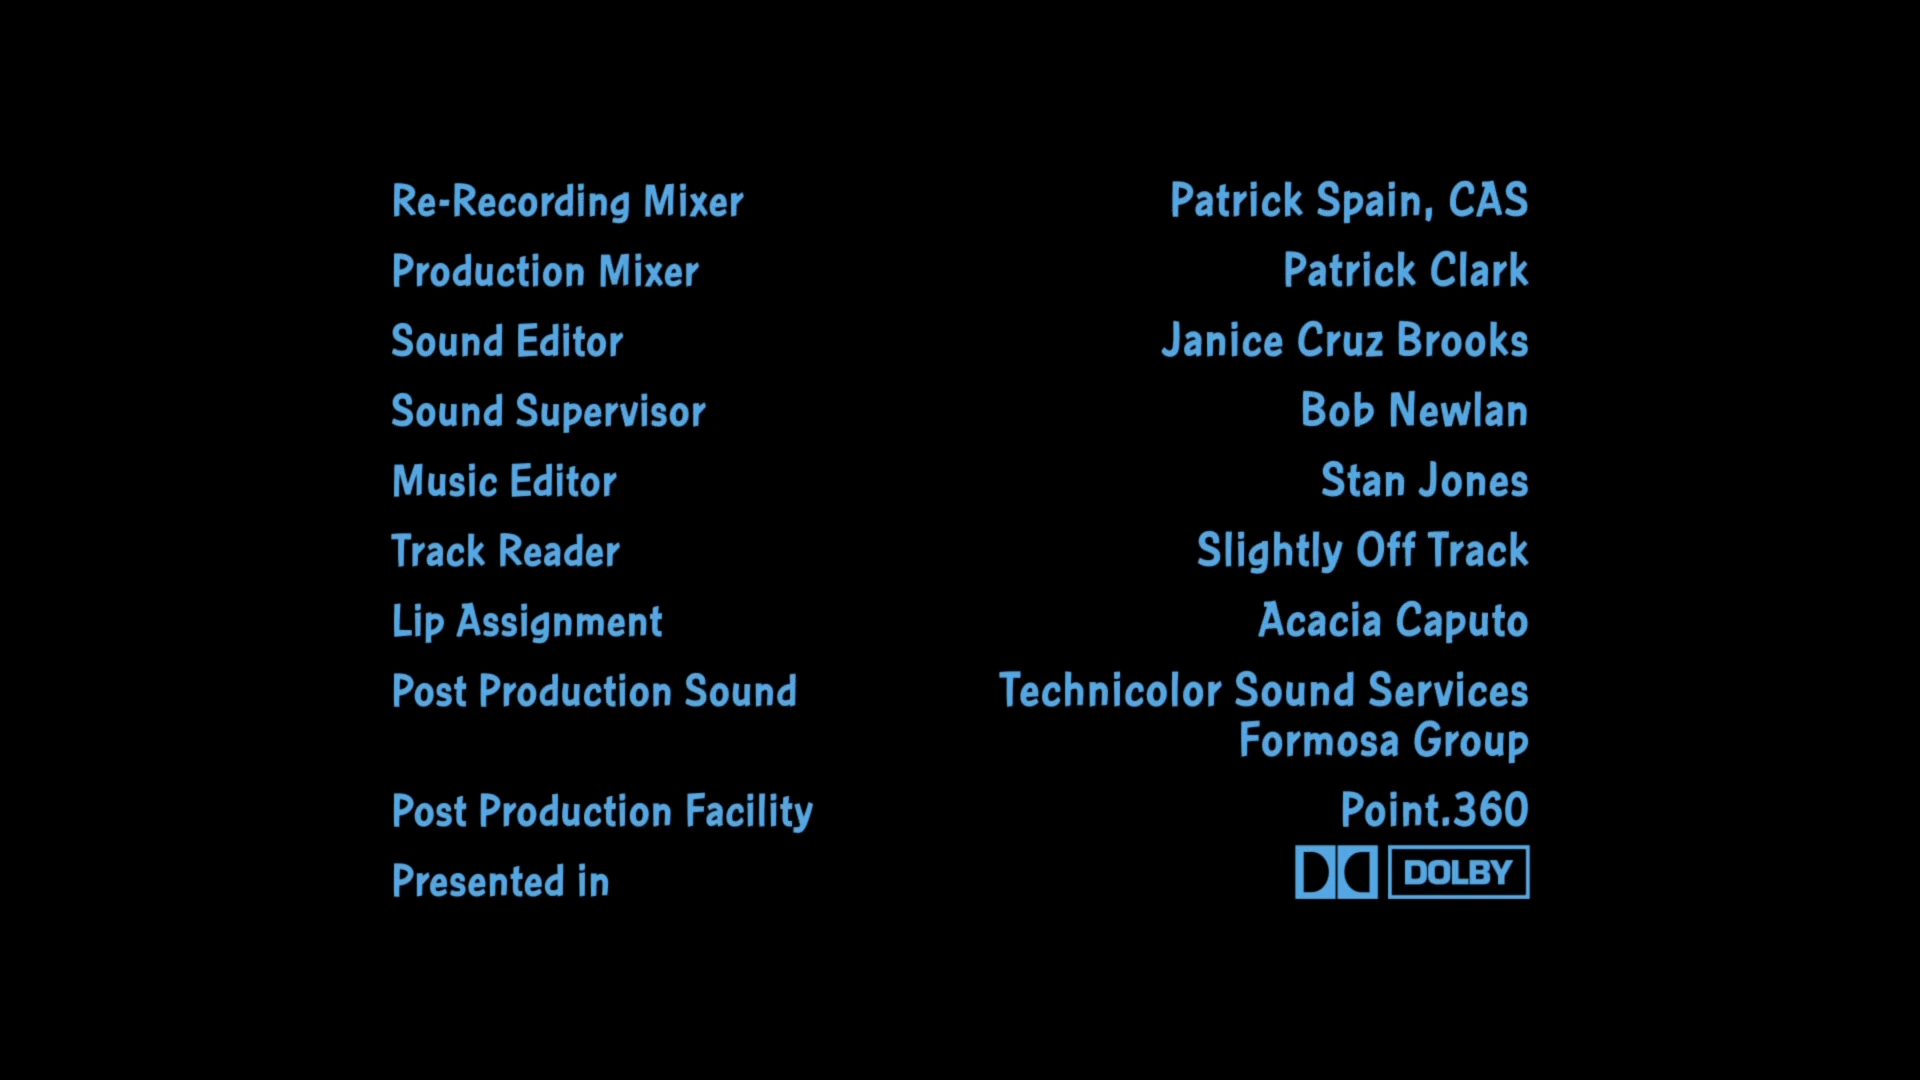 Re-Recording Mixer Patrick Spain, CAS
Production Mixer Patrick Clark
Sound Editor Janice Cruz Brooks
Sound Supervisor Bob Newlan
Music Editor Stan Jones
Track Reader Slightly Off Track
Lip Assignment Acacia Caputo
Post Production Sound Technicolor Sound Services
Formosa Group
Post Production Facility Point.360
Presented in DOLBY